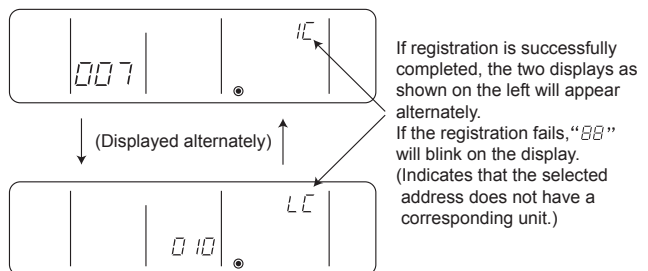 IC
007
(Displayed alternately)
LC
010
If registration is successfully
completed, the two displays as
shown on the left will appear
alternately.
If the registration fails,“88”
will blink on the display.
(Indicates that the selected
address does not have a
corresponding unit.)